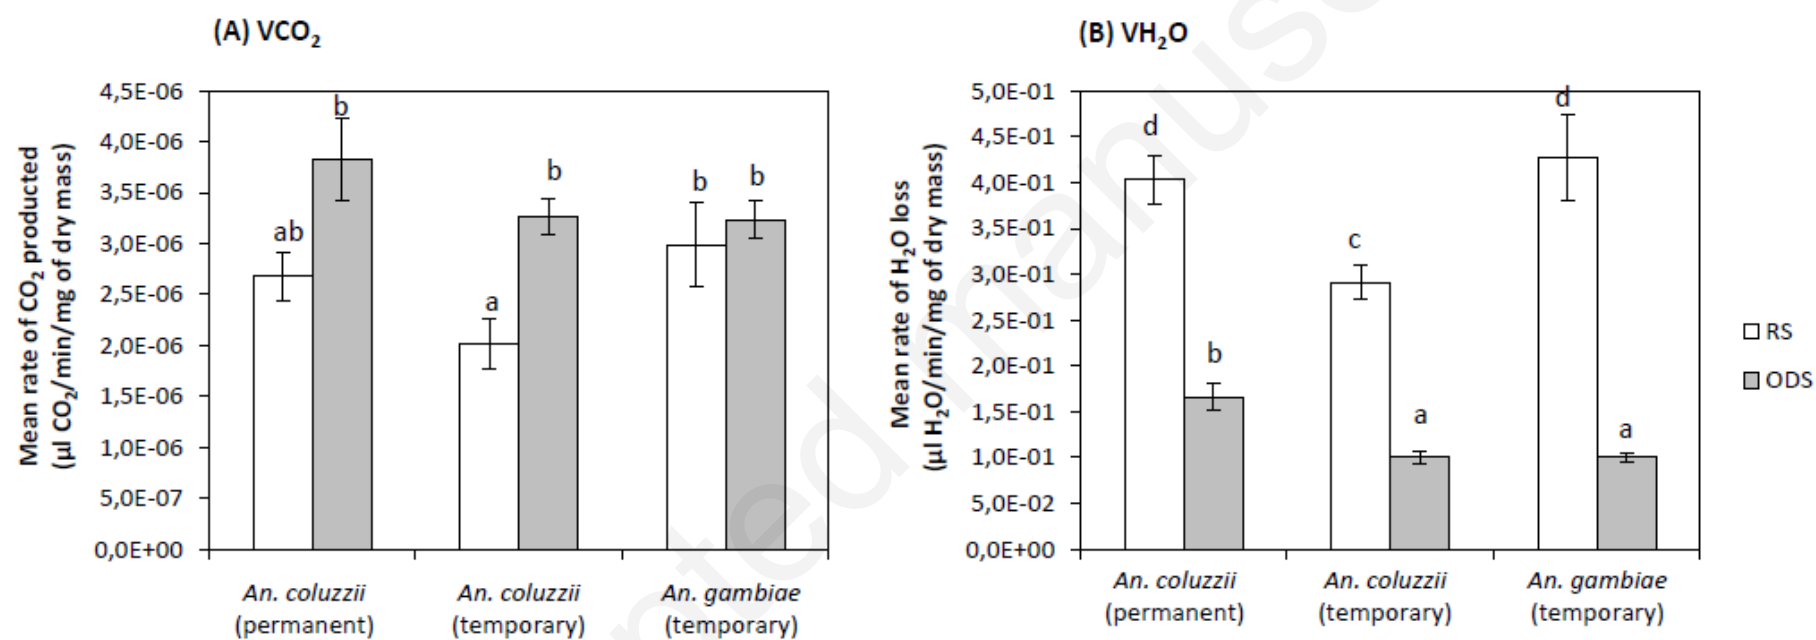 (A) VCO₂
Mean rate of CO₂ producted
(µl CO₂/min/mg of dry mass)
4,5E-06
4,0E-06
3,5E-06
3,0E-06
2,5E-06
2,0E-06
1,5E-06
1,0E-06
5,0E-07
0,0E+00
ab
b
a
b
b
b
An. coluzzii
(permanent)
An. coluzzii
(temporary)
An. gambiae
(temporary)
(B) VH₂O
Mean rate of H₂O loss
(µl H₂O/min/mg of dry mass)
5,0E-01
4,5E-01
4,0E-01
3,5E-01
3,0E-01
2,5E-01
2,0E-01
1,5E-01
1,0E-01
5,0E-02
0,0E+00
d
b
c
a
d
a
An. coluzzii
(permanent)
An. coluzzii
(temporary)
An. gambiae
(temporary)
RS
ODS
nted manus